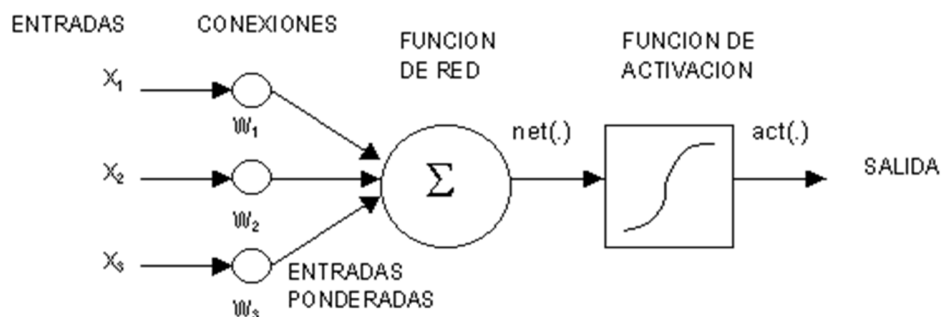 ENTRADAS
CONEXIONES
FUNCION
DE RED
FUNCION DE
ACTIVACION
X₁
W₁
X₂
W₂
X₃
W₃
ENTRADAS
PONDERADAS
Σ
net(.)
act(.)
SALIDA